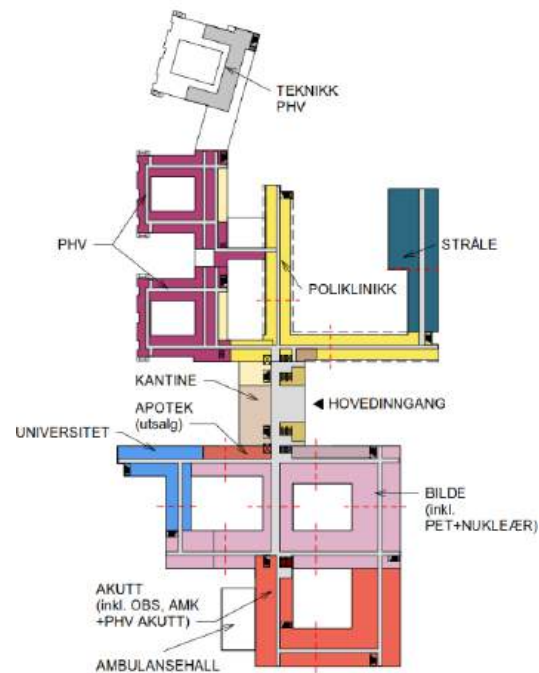 TEKNIKK
PHV
PHV
STRÅLE
POLIKLINIKK
KANTINE
HOVEDINNGANG
APOTEK
(utsalg)
UNIVERSITET
BILDE
(inkl.
PET+NUKLEÆR)
AKUTT
(inkl. OBS, AMK
+PHV AKUTT)
AMBULANSEHALL